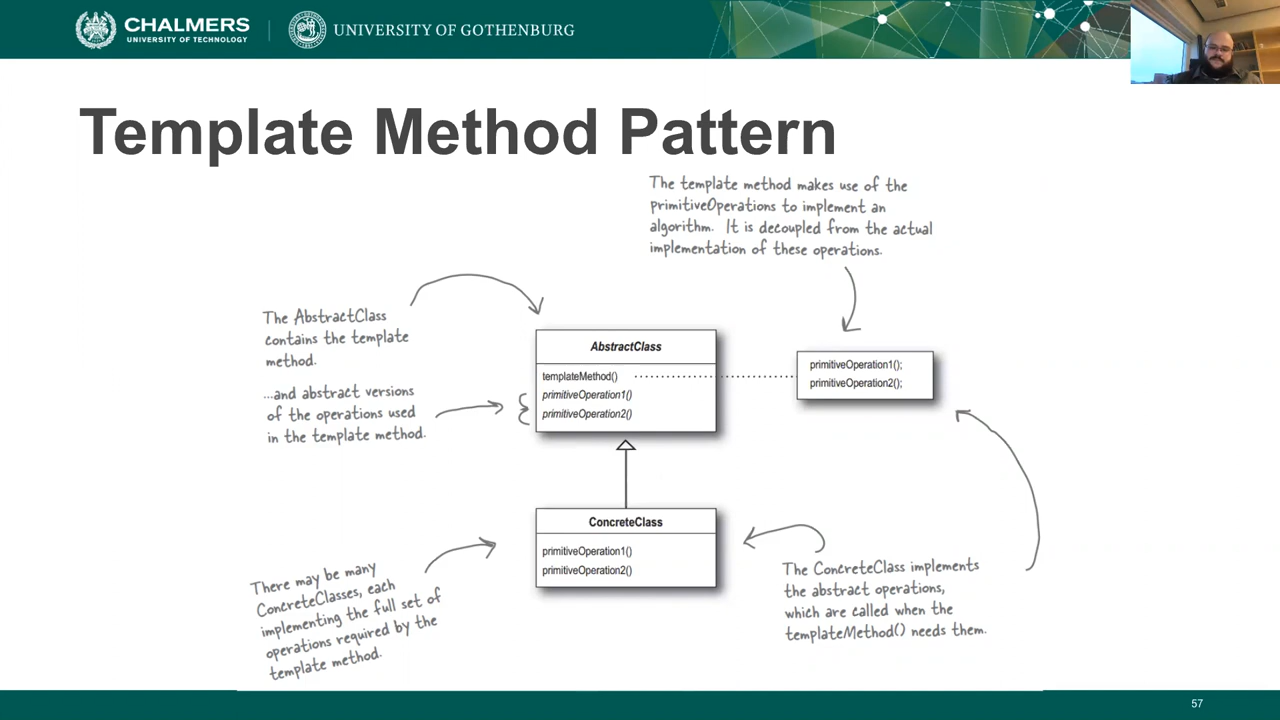 CHALMERS
UNIVERSITY OF TECHNOLOGY
UNIVERSITY OF GOTHENBURG
Template Method Pattern
The template method makes use of the
primitiveOperations to implement an
algorithm. It is decoupled from the actual
implementation of these operations.
The AbstractClass
contains the template
method.
...and abstract versions
of the operations used
in the template method.
AbstractClass
templateMethod()
primitiveOperation1()
primitiveOperation2()
primitiveOperation1();
primitiveOperation2();
ConcreteClass
primitiveOperation1()
primitiveOperation2()
There may be many
ConcreteClasses, each
implementing the full set of
operations required by the
template method.
The ConcreteClass implements
the abstract operations,
which are called when the
templateMethod() needs them.
57